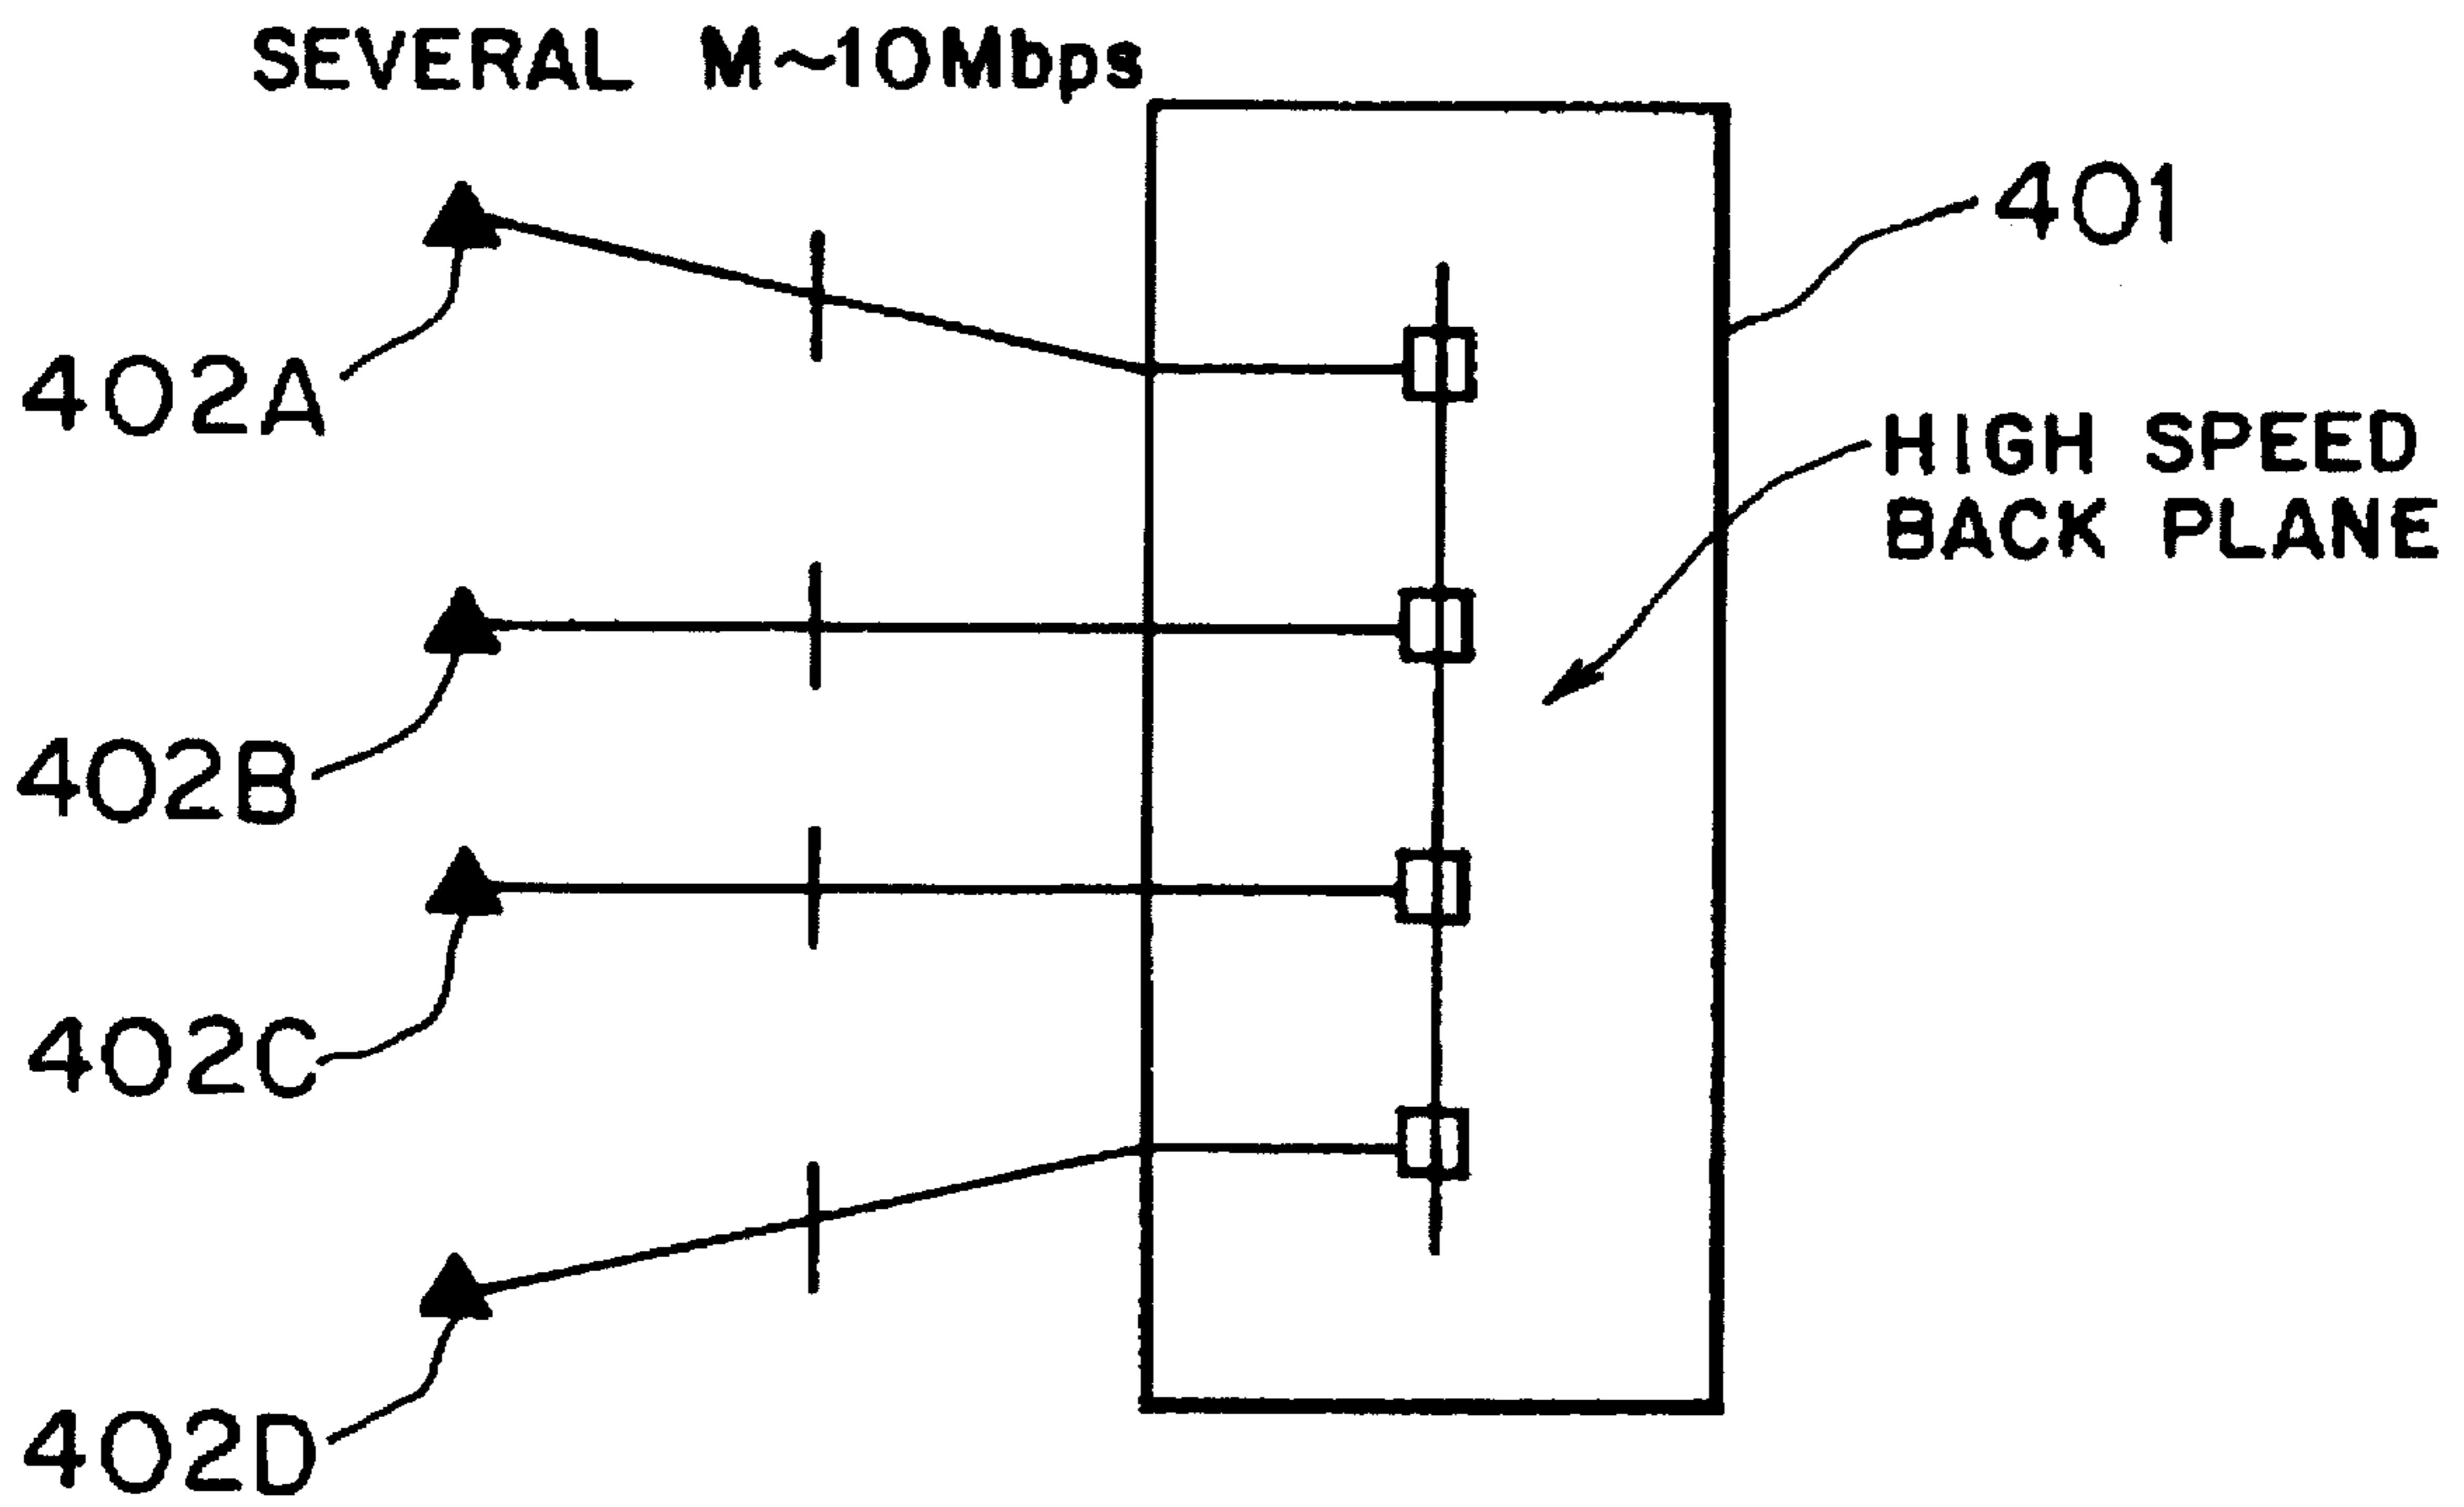 SEVERAL M~10Mbps
401
402A
HIGH SPEED
BACK PLANE
402B
402C
402D